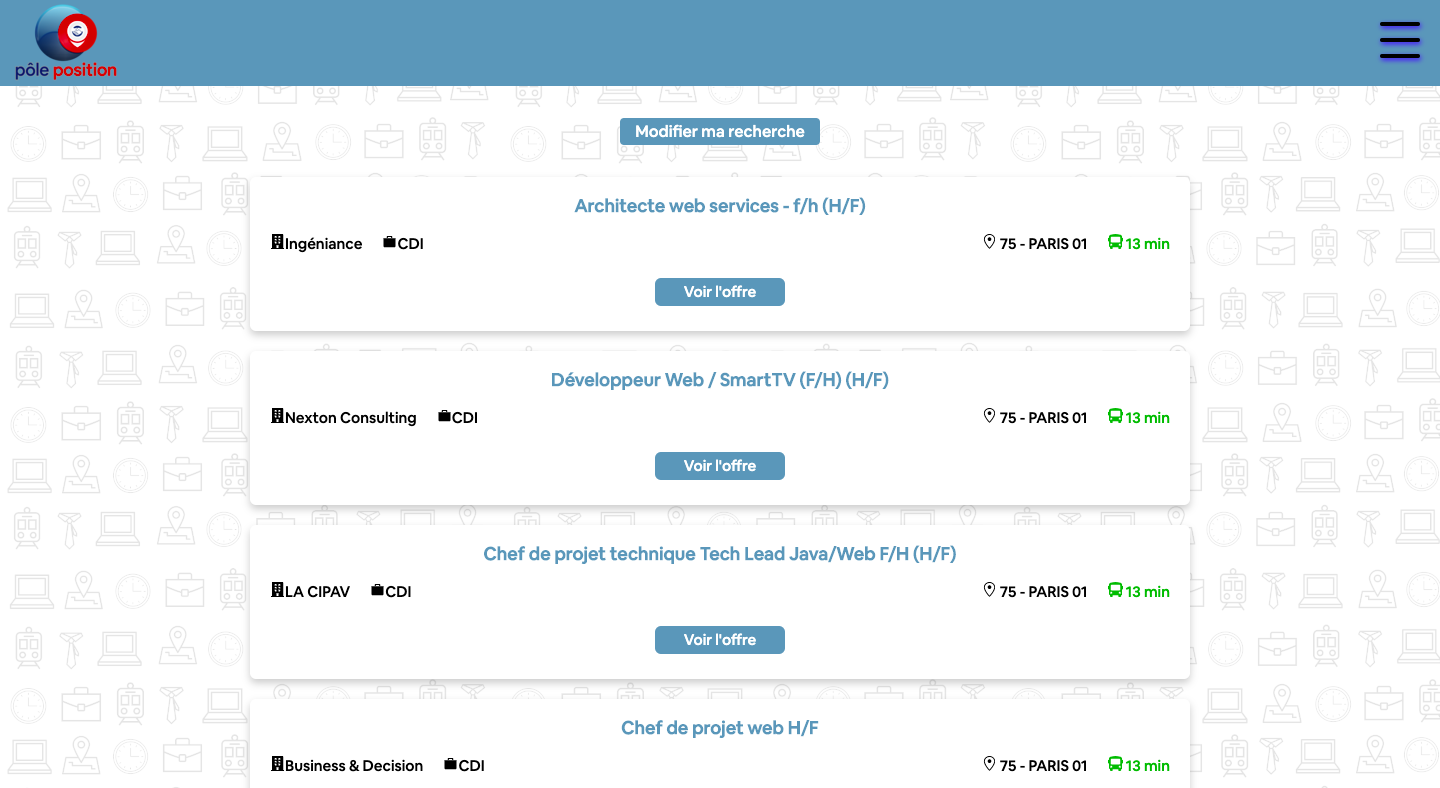 pôle position
Modifier ma recherche
Architecte web services - f/h (H/F)
Ingéniance CDI 75 - PARIS 01 13 min
Voir l'offre
Développeur Web / SmartTV (F/H) (H/F)
Nexton Consulting CDI 75 - PARIS 01 13 min
Voir l'offre
Chef de projet technique Tech Lead Java/Web F/H (H/F)
LA CIPAV CDI 75 - PARIS 01 13 min
Voir l'offre
Chef de projet web H/F
Business & Decision CDI 75 - PARIS 01 13 min